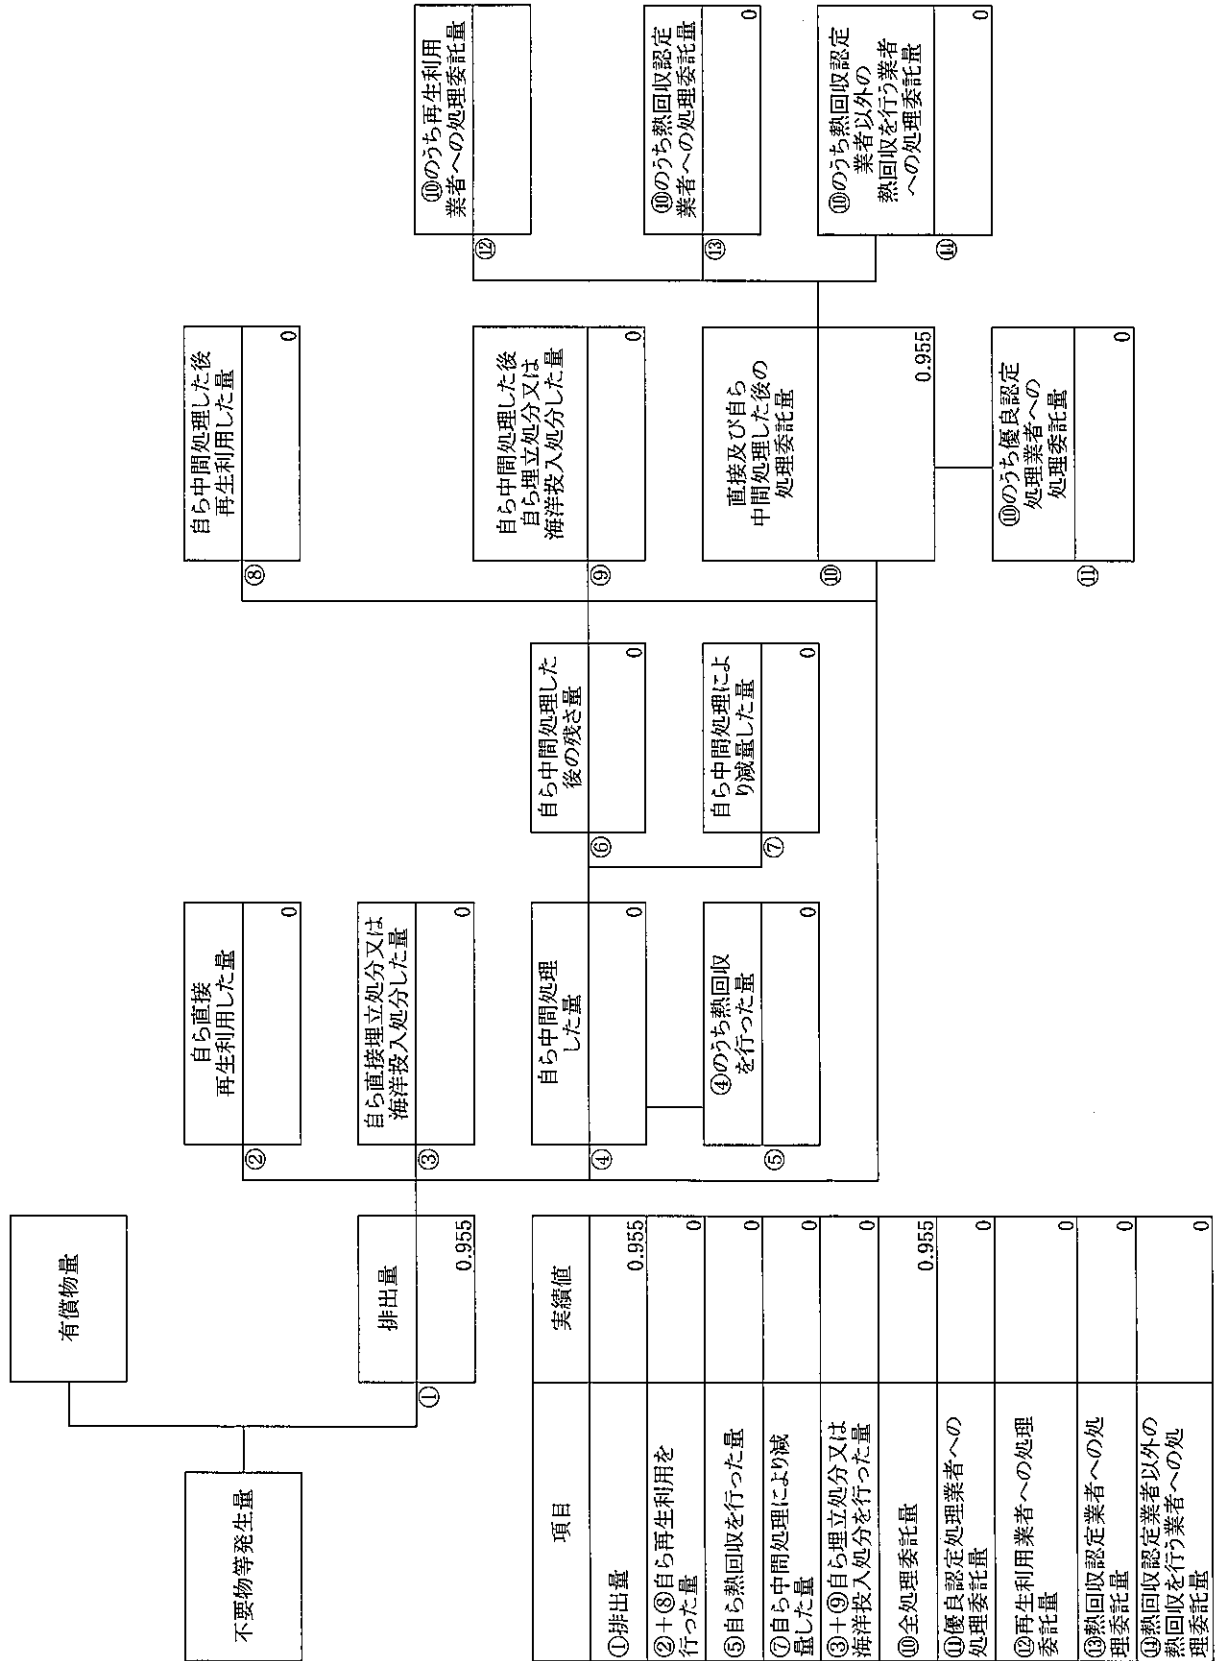 有償物量
不要物等発生量
①
排出量
0.955
②
自ら直接
再生利用した量
0
③
自ら直接埋立処分又は
海洋投入処分した量
0
④
自ら中間処理
した量
0
⑤
④のうち熱回収
を行った量
0
⑥
自ら中間処理した
後の残さ量
0
⑦
自ら中間処理によ
り減量した量
0
⑧
自ら中間処理した後
再生利用した量
0
⑨
自ら中間処理した後
自ら埋立処分又は
海洋投入処分した量
0
⑩
直接及び自ら
中間処理した後の
処理委託量
0.955
⑪
⑩のうち優良認定
処理業者への
処理委託量
0
⑫
⑩のうち再生利用
業者への処理委託量
⑬
⑩のうち熱回収認定
業者への処理委託量
0
⑭
⑩のうち熱回収認定
業者以外の
熱回収を行う業者
への処理委託量
0
項目 実績値
①排出量 0.955
②+⑧自ら再生利用を
行った量 0
⑤自ら熱回収を行った量 0
⑦自ら中間処理により減
量した量 0
③+⑨自ら埋立処分又は
海洋投入処分を行った量 0
⑩全処理委託量 0.955
⑪優良認定処理業者への
処理委託量 0
⑫再生利用業者への処理
委託量 0
⑬熱回収認定業者への処
理委託量 0
⑭熱回収認定業者以外の
熱回収を行う業者への処
理委託量 0